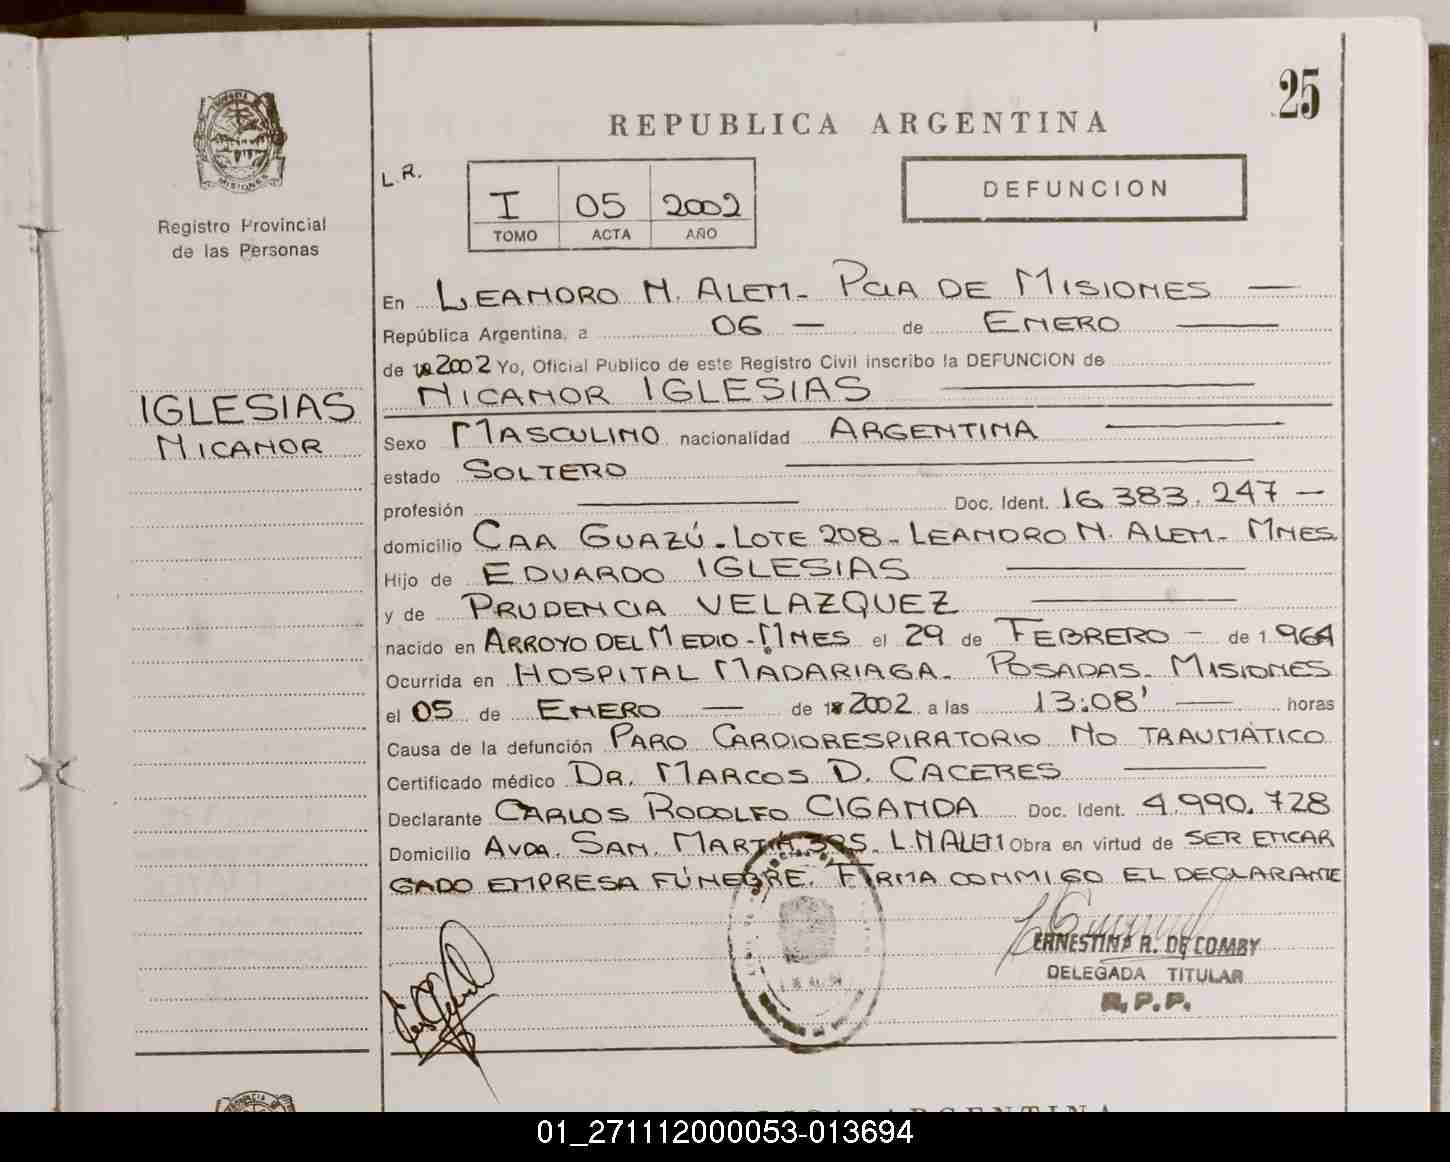 25
REPUBLICA ARGENTINA
L.R.
I 05 2002
TOMO ACTA AÑO
DEFUNCION
MISIONES
Registro Provincial
de las Personas
IGLESIAS
NICANOR
En LEANDRO N. ALEM - PCIA DE MISIONES —
República Argentina, a 06 — de ENERO —
de 2002 Yo, Oficial Publico de este Registro Civil inscribo la DEFUNCION de
NICANOR IGLESIAS —
Sexo MASCULINO nacionalidad ARGENTINA —
estado SOLTERO —
profesión — Doc. Ident. 16.383.247 —
domicilio CAA GUAZÚ - LOTE 208 - LEANDRO N. ALEM - MNES
Hijo de EDUARDO IGLESIAS —
y de PRUDENCIA VELAZQUEZ —
nacido en ARROYO DEL MEDIO - MNES el 29 de FEBRERO — de 1.964
Ocurrida en HOSPITAL MADARIAGA - POSADAS - MISIONES
el 05 de ENERO — de 2002 a las 13:08' — horas
Causa de la defunción PARO CARDIORESPIRATORIO NO TRAUMÁTICO
Certificado médico DR. MARCOS D. CACERES —
Declarante CARLOS RODOLFO CIGANDA Doc. Ident. 4.990.728
Domicilio AVDA. SAN MARTÍN 395 L.N ALEM Obra en virtud de SER ENCAR
GADO EMPRESA FÚNEBRE. FIRMA CONMIGO EL DECLARANTE
ERNESTINA R. DE COMBY
DELEGADA TITULAR
R.P.P.
ARGENTINA
01_271112000053-013694